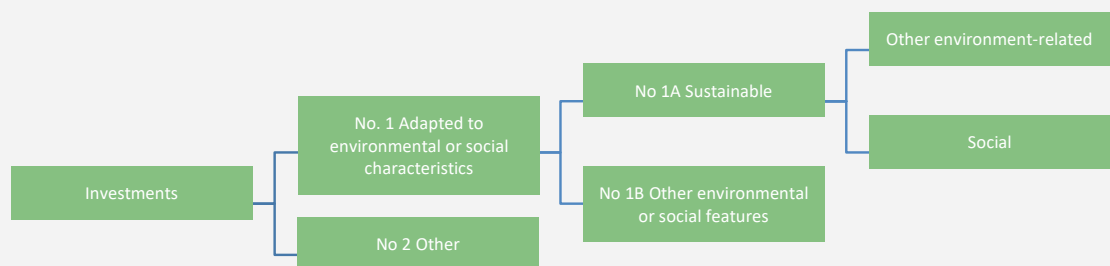 Investments
No. 1 Adapted to
environmental or social
characteristics
No 2 Other
No 1A Sustainable
No 1B Other environmental
or social features
Other environment-related
Social